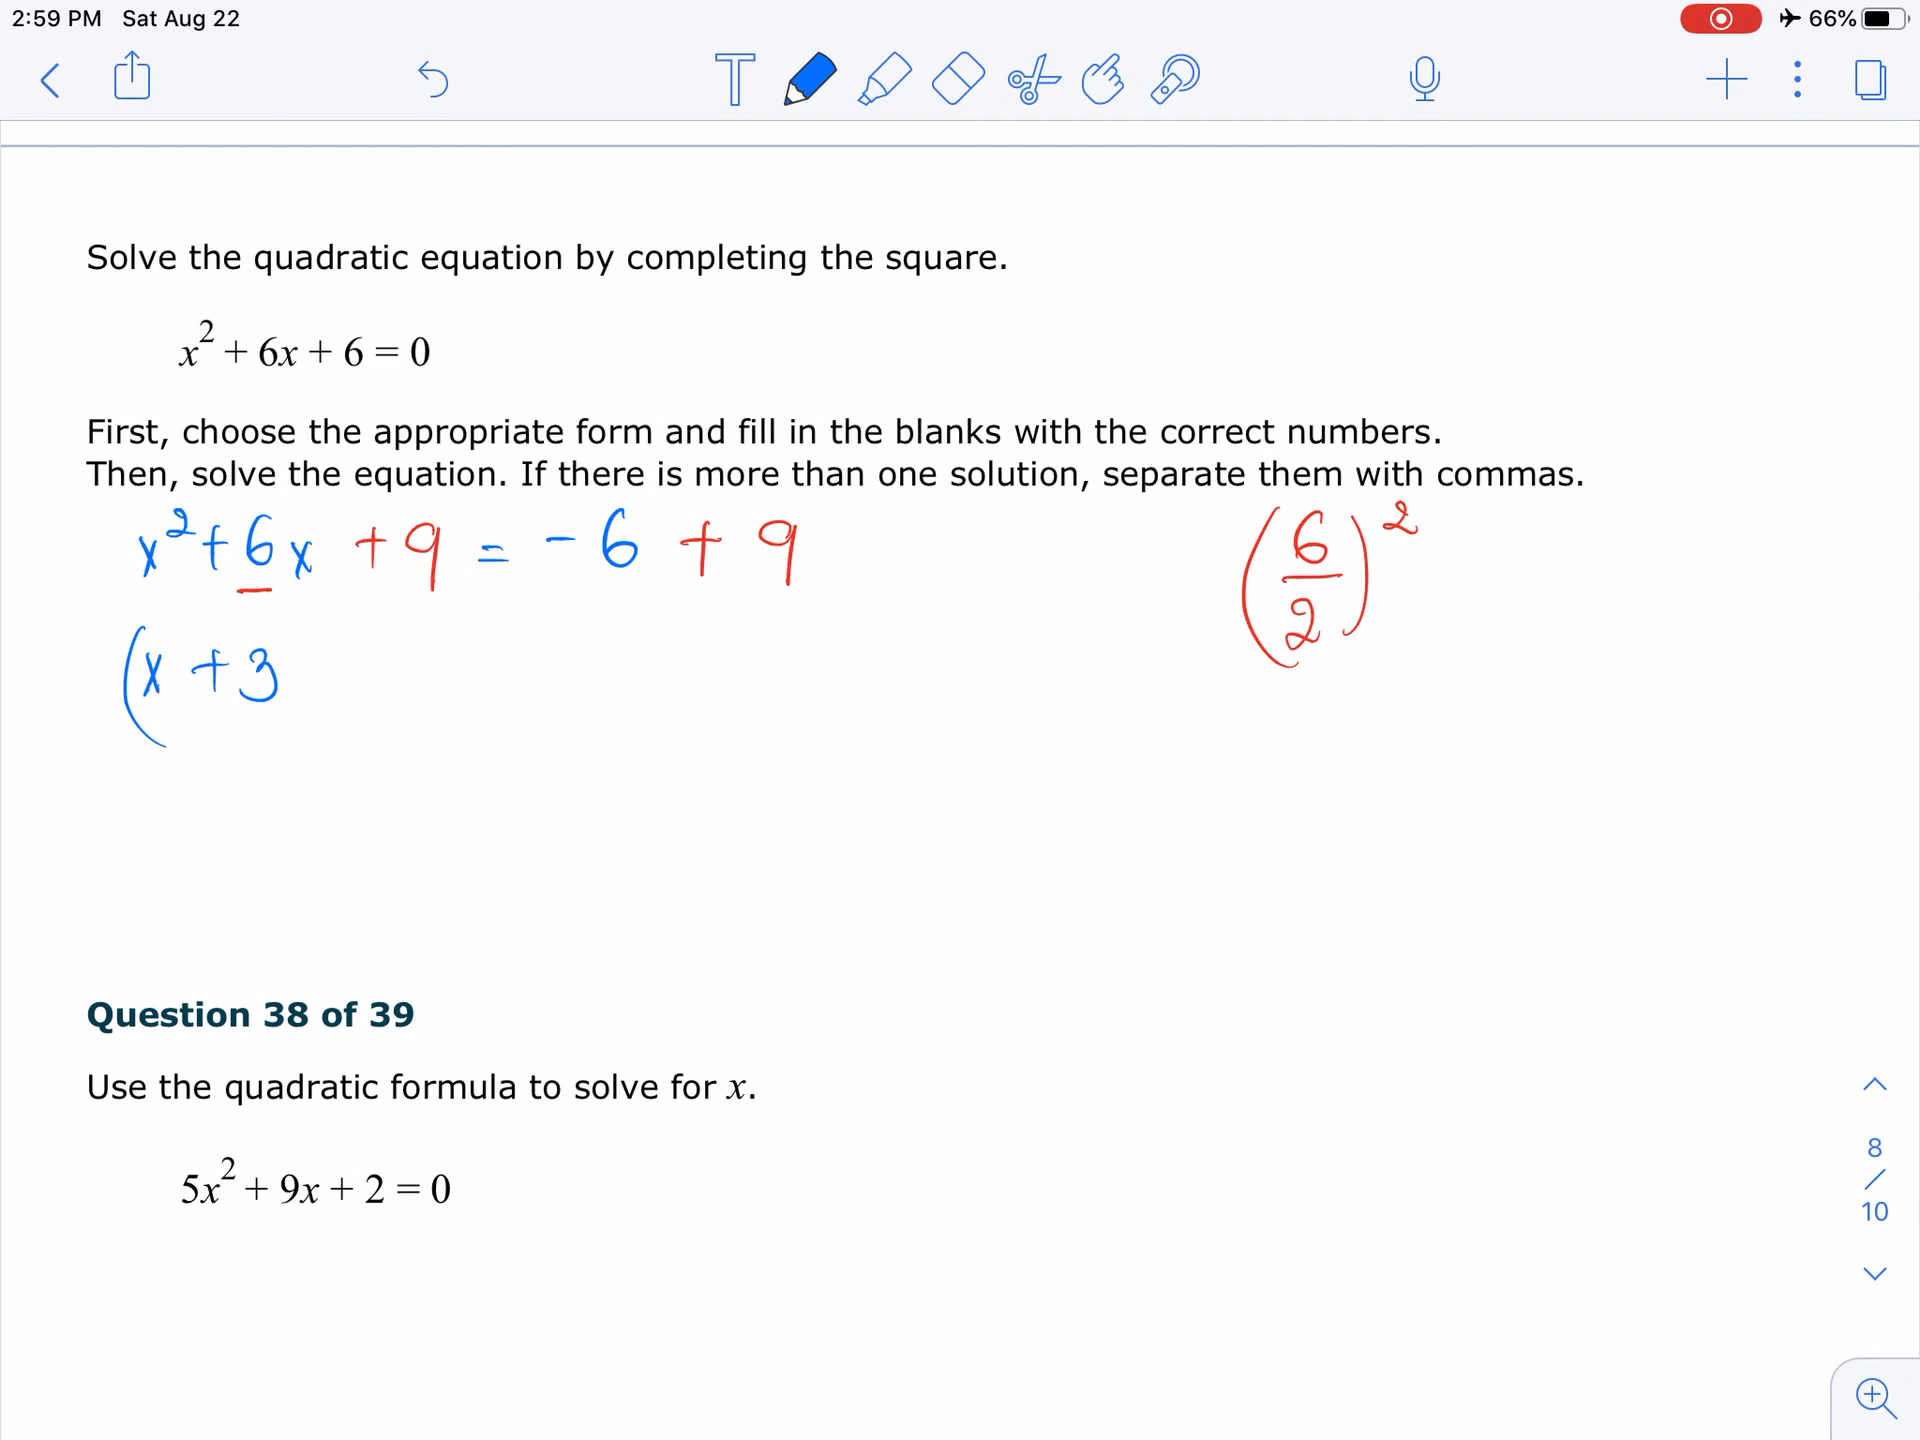 2:59 PM Sat Aug 22
66%
T
Solve the quadratic equation by completing the square.
x² + 6x + 6 = 0
First, choose the appropriate form and fill in the blanks with the correct numbers.
Then, solve the equation. If there is more than one solution, separate them with commas.
x² + 6x + 9 = - 6 + 9
(6/2)²
(x + 3
Question 38 of 39
Use the quadratic formula to solve for x.
5x² + 9x + 2 = 0
8
/
10